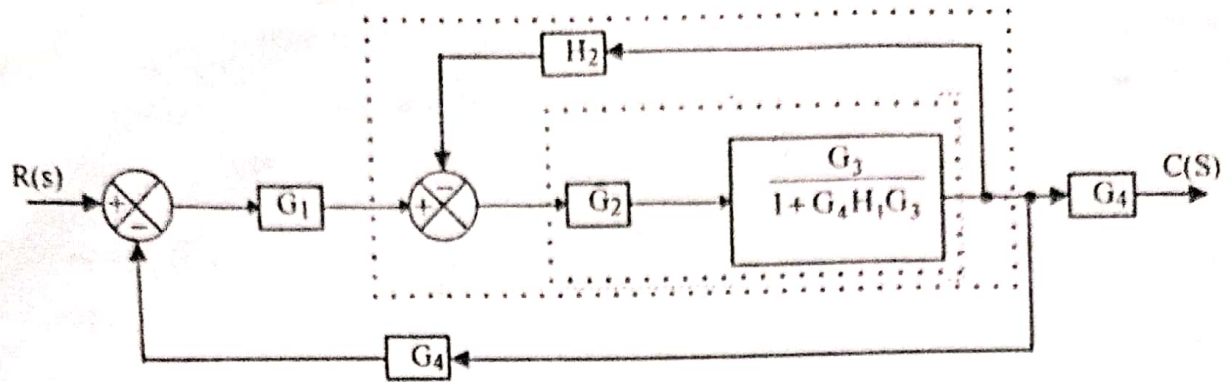 H₂
R(s)
+
−
G₁
+
−
G₂
G₃
1 + G₄H₁G₃
G₄
C(S)
G₄